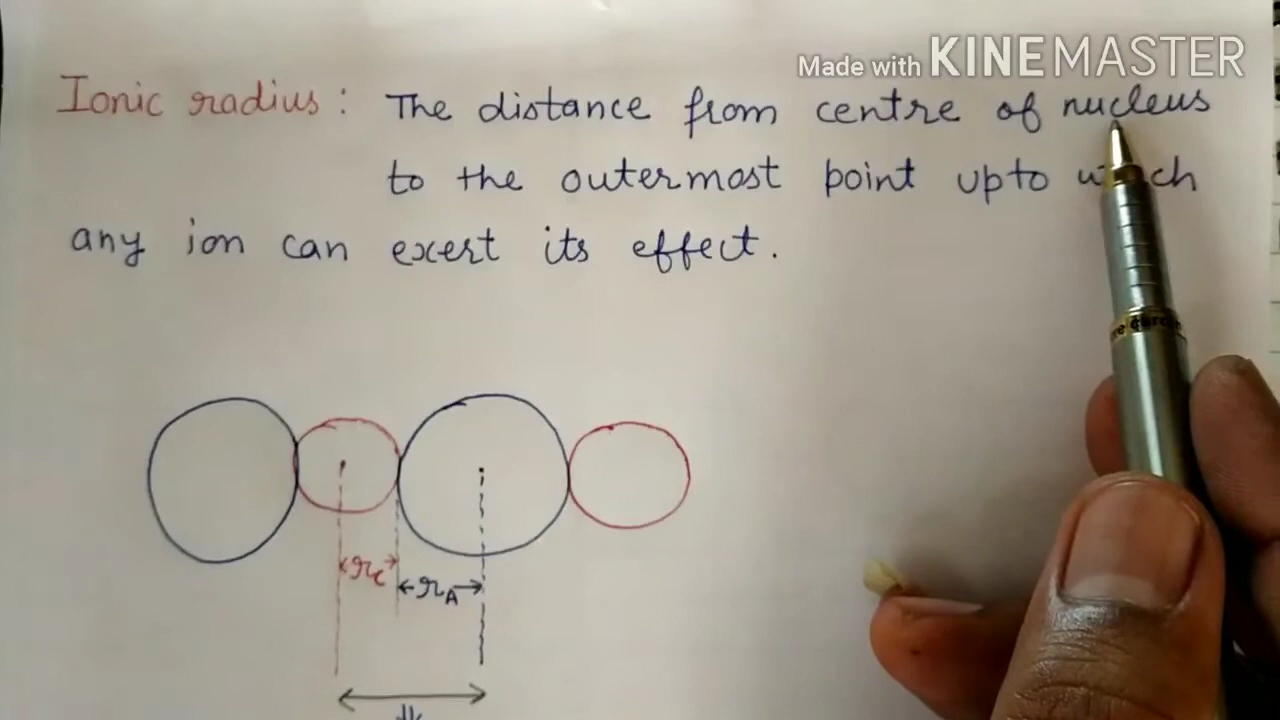 Made with KINEMASTER
Ionic radius : The distance from centre of nucleus
to the outermost point upto which
any ion can exert its effect.
rc
rA